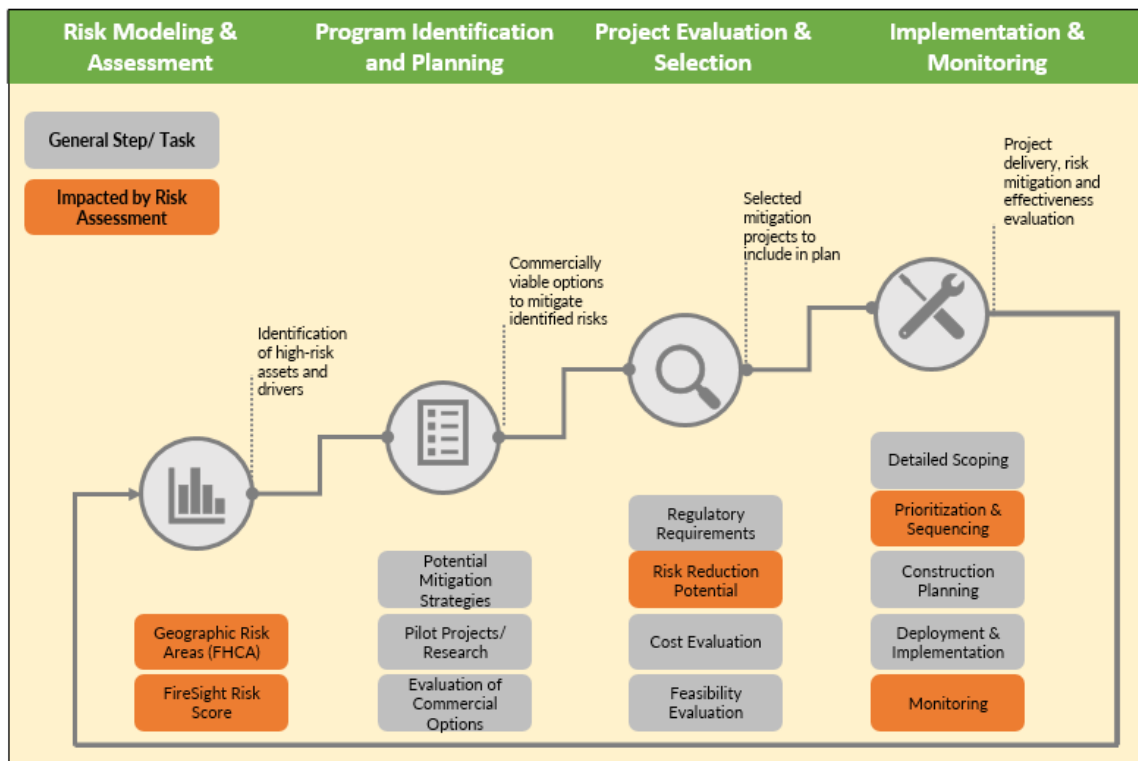 Risk Modeling &
Assessment
Program Identification
and Planning
Project Evaluation &
Selection
Implementation &
Monitoring
General Step/ Task
Impacted by Risk
Assessment
Identification
of high-risk
assets and
drivers
Commercially
viable options
to mitigate
identified risks
Selected
mitigation
projects to
include in plan
Project
delivery, risk
mitigation and
effectiveness
evaluation
Geographic Risk
Areas (FHCA)
FireSight Risk
Score
Potential
Mitigation
Strategies
Pilot Projects/
Research
Evaluation of
Commercial
Options
Regulatory
Requirements
Risk Reduction
Potential
Cost Evaluation
Feasibility
Evaluation
Detailed Scoping
Prioritization &
Sequencing
Construction
Planning
Deployment &
Implementation
Monitoring